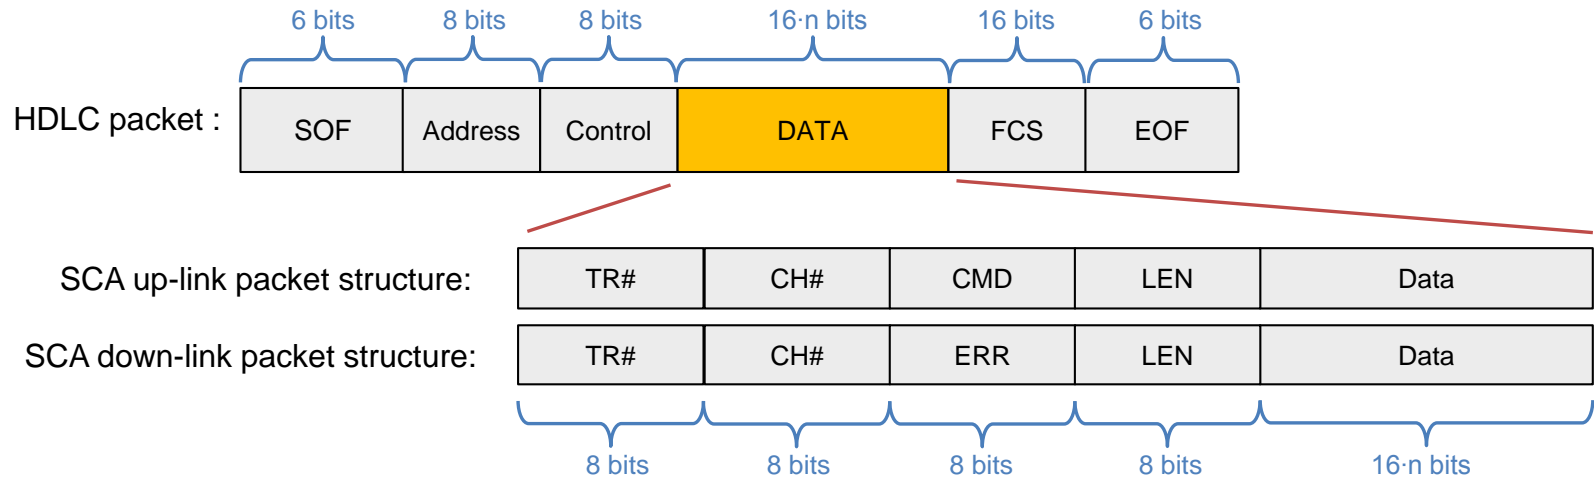 6 bits 8 bits 8 bits 16·n bits 16 bits 6 bits
HDLC packet : SOF Address Control DATA FCS EOF
SCA up-link packet structure: TR# CH# CMD LEN Data
SCA down-link packet structure: TR# CH# ERR LEN Data
8 bits 8 bits 8 bits 8 bits 16·n bits